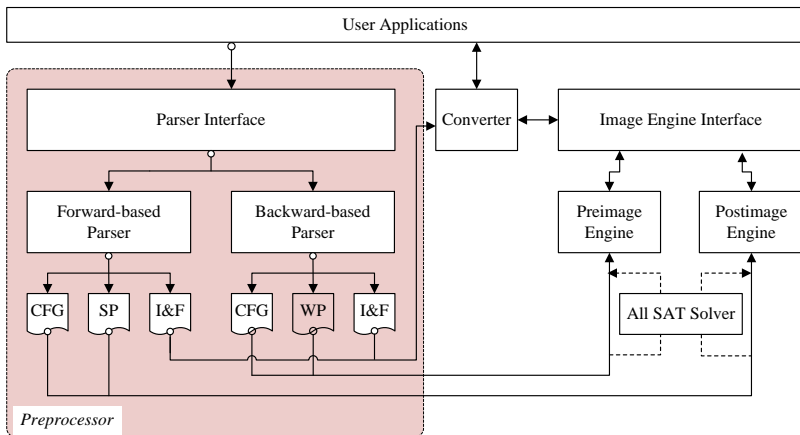 User Applications
Parser Interface
Converter
Image Engine Interface
Forward-based
Parser
Backward-based
Parser
Preimage
Engine
Postimage
Engine
CFG
SP
I&F
CFG
WP
I&F
All SAT Solver
Preprocessor